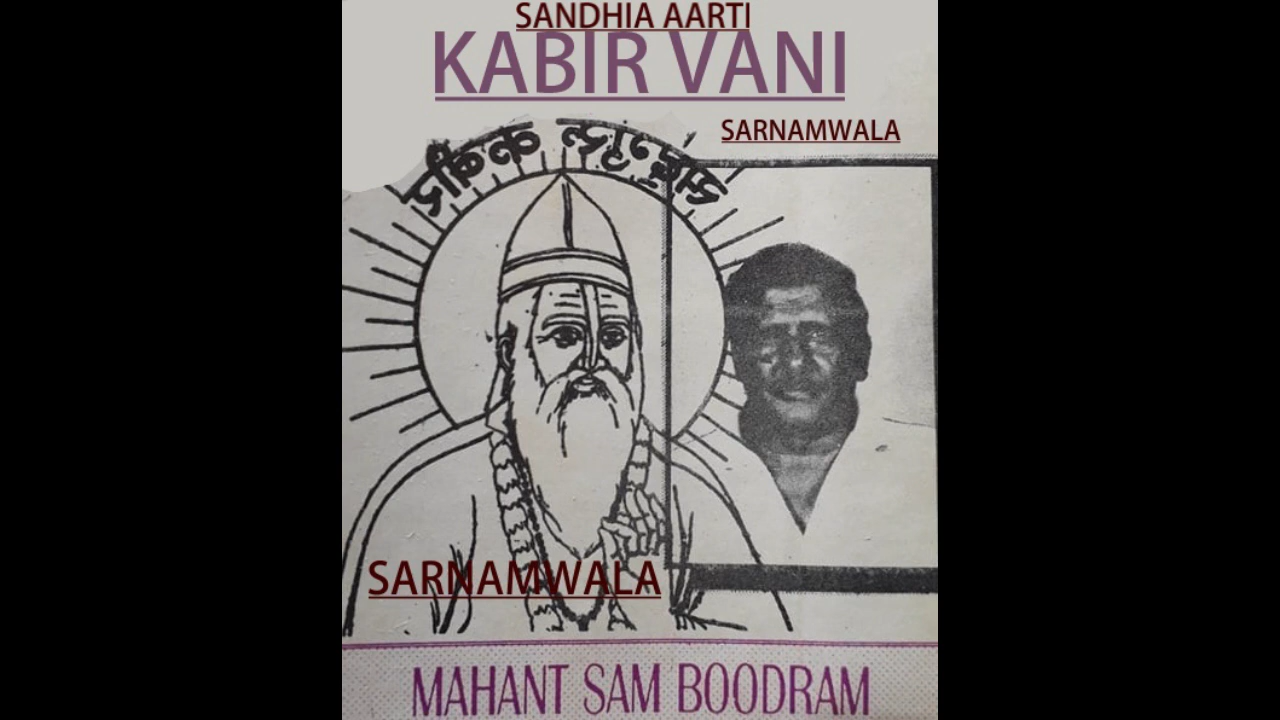 SANDHIA AARTI
KABIR VANI
SARNAMWALA
SARNAMWALA
MAHANT SAM BOODRAM